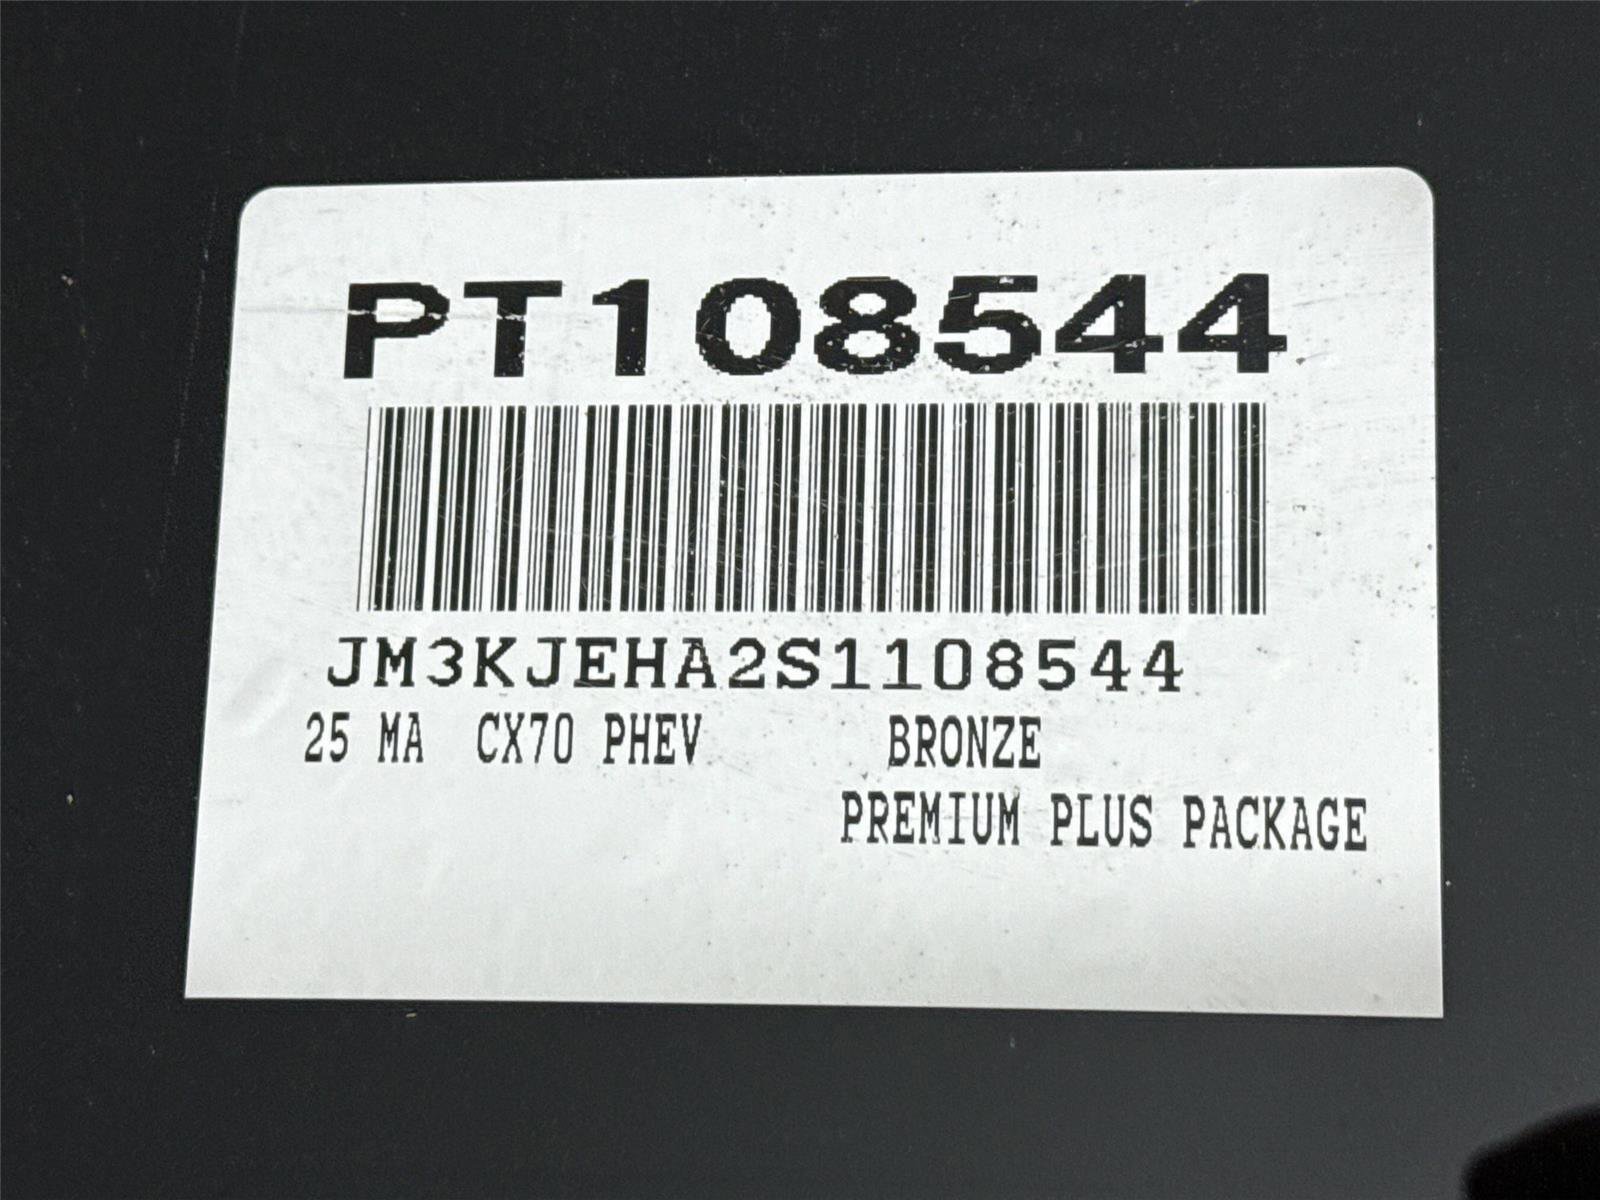 PT108544
JM3KJEHA2S1108544
25 MA CX70 PHEV BRONZE
PREMIUM PLUS PACKAGE